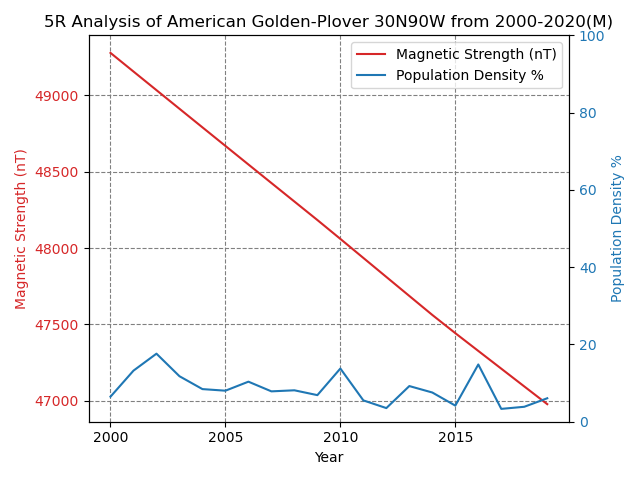 5R Analysis of American Golden-Plover 30N90W from 2000-2020(M)
Magnetic Strength (nT)
Population Density %
49000
48500
48000
47500
47000
Magnetic Strength (nT)
100
80
60
40
20
0
Population Density %
2000
2005
2010
2015
Year